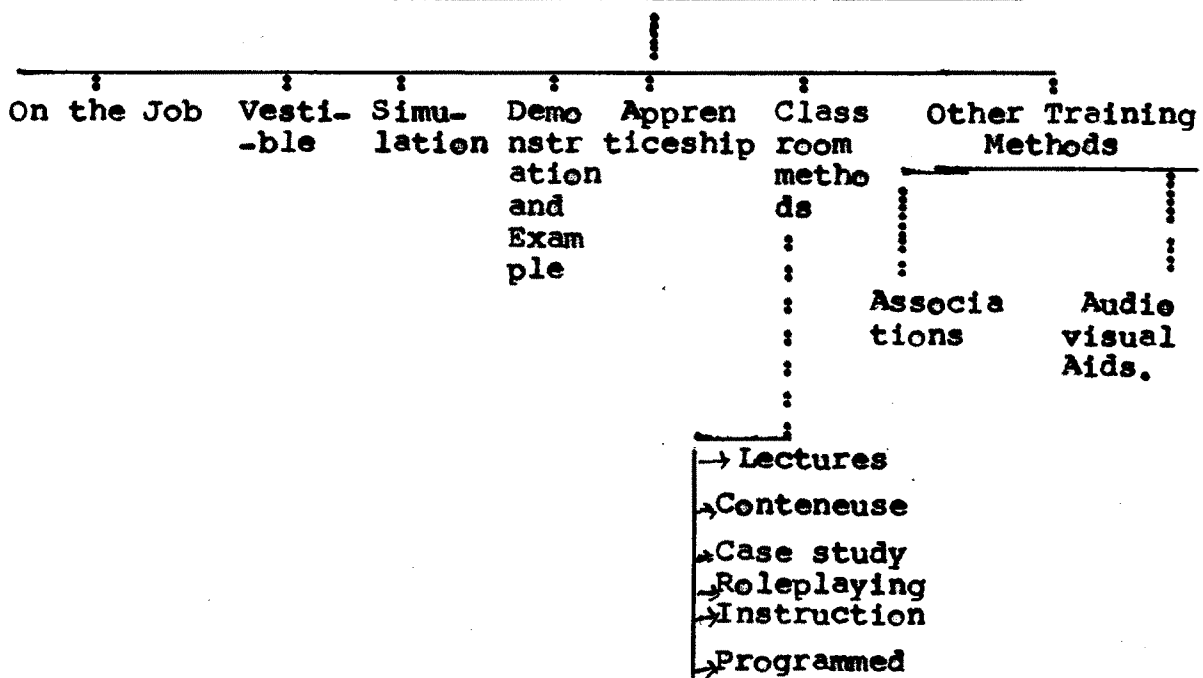 On the Job
Vesti-
-ble
Simu-
lation
Demo
nstr
ation
and
Exam
ple
Appren
ticeship
Class
room
metho
ds
Other Training
Methods
Associa
tions
Audio
visual
Aids.
Lectures
Conteneuse
Case study
Roleplaying
Instruction
Programmed